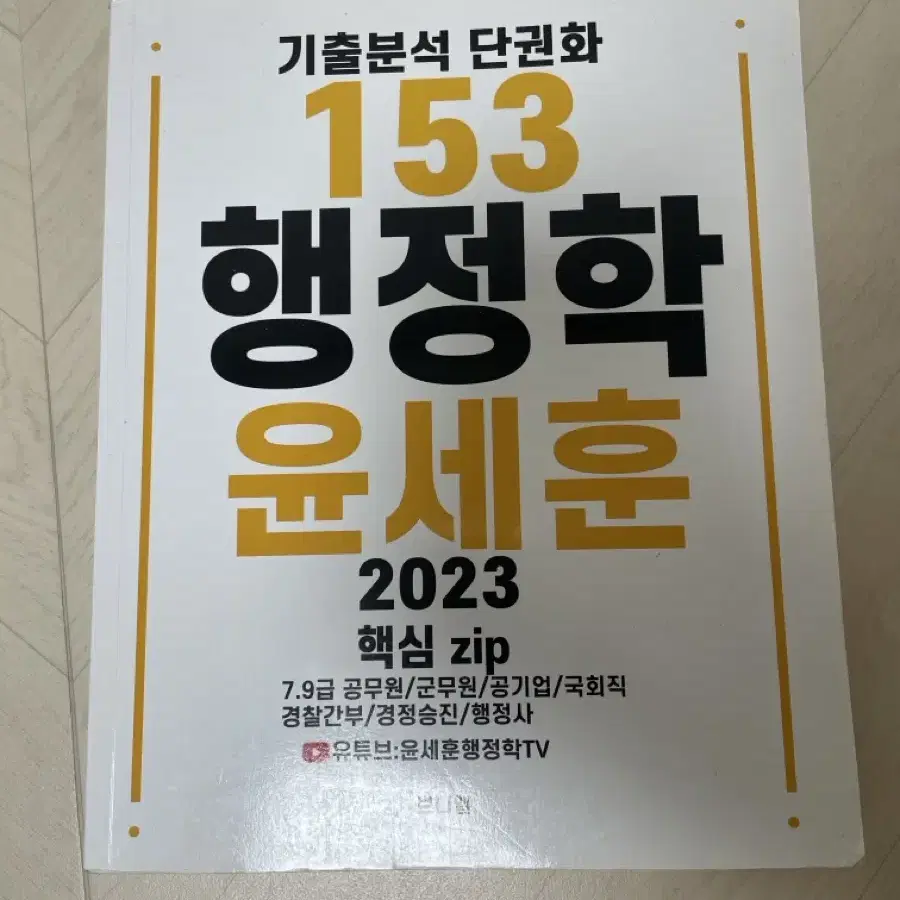 기출분석 단권화
153
행정학
윤세훈
2023
핵심 zip
7.9급 공무원/군무원/공기업/국회직
경찰간부/경정승진/행정사
유튜브:윤세훈행정학TV